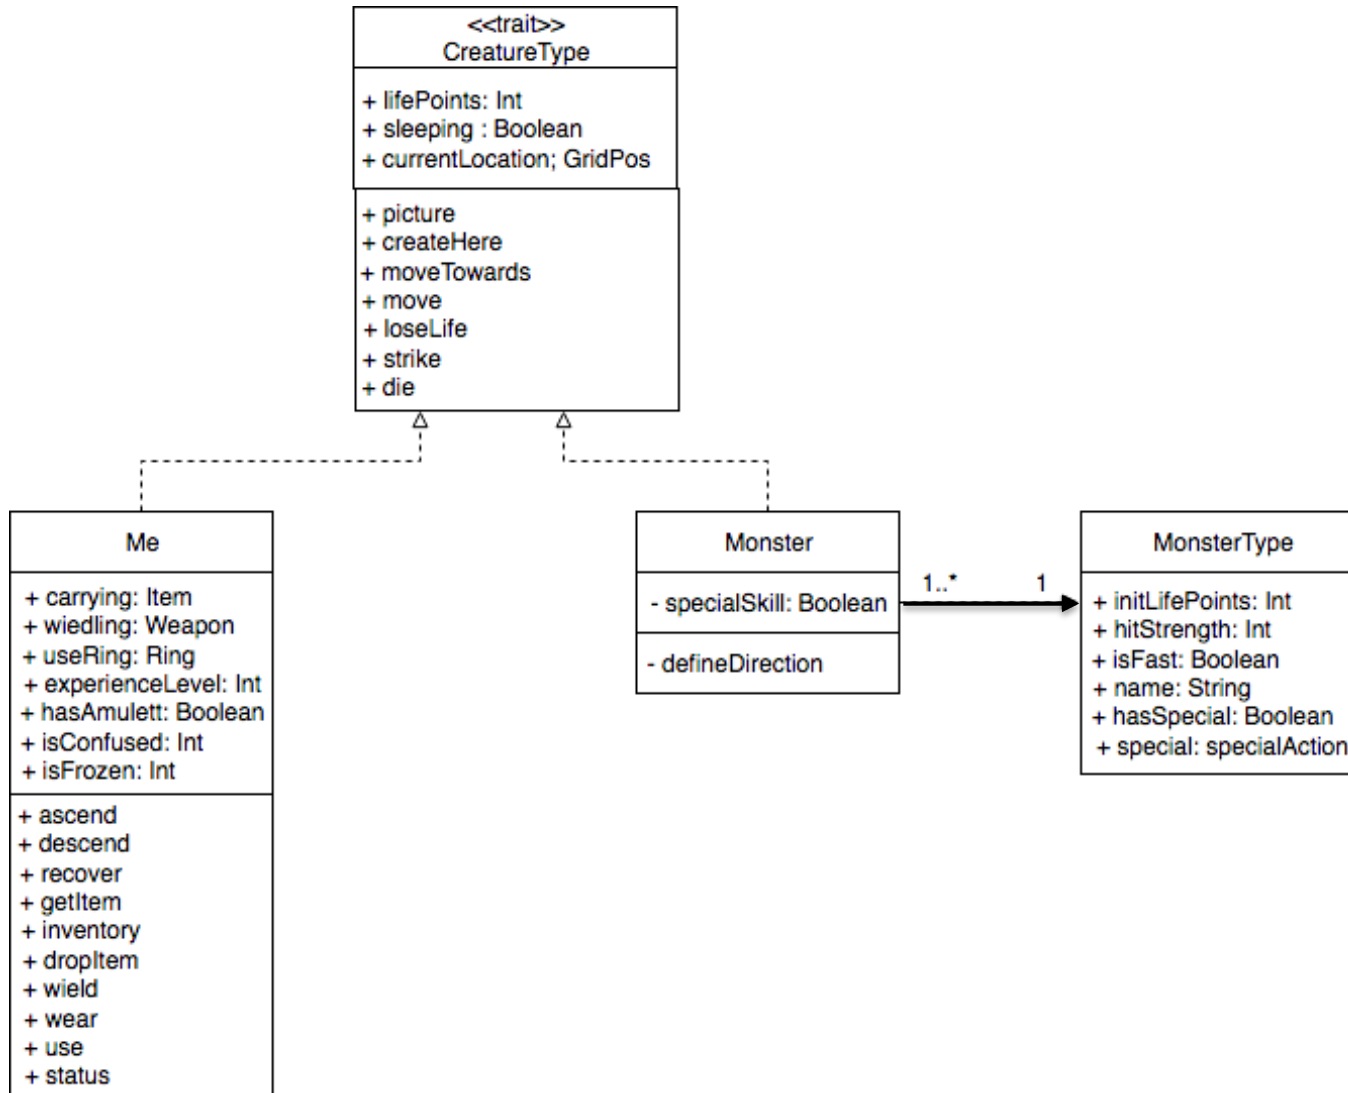 <<trait>>
CreatureType
+ lifePoints: Int
+ sleeping : Boolean
+ currentLocation; GridPos
+ picture
+ createHere
+ moveTowards
+ move
+ loseLife
+ strike
+ die
Me
+ carrying: Item
+ wiedling: Weapon
+ useRing: Ring
+ experienceLevel: Int
+ hasAmulett: Boolean
+ isConfused: Int
+ isFrozen: Int
+ ascend
+ descend
+ recover
+ getItem
+ inventory
+ dropItem
+ wield
+ wear
+ use
+ status
Monster
- specialSkill: Boolean
- defineDirection
1..* 1
MonsterType
+ initLifePoints: Int
+ hitStrength: Int
+ isFast: Boolean
+ name: String
+ hasSpecial: Boolean
+ special: specialAction